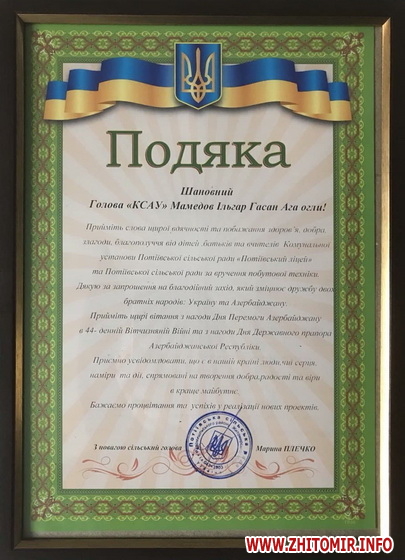 Подяка
Шановний
Голова «КСАУ» Мамедов Ільгар Гасан Ага огли!
Прийміть слова щирої вдячності та побажання здоров'я, добра,
злагоди, благополуччя від дітей, батьків та вчителів Комунальної
установи Потіївської сільської ради «Потіївський ліцей»
та Потіївської сільської ради за вручення побутової техніки.
Дякую за запрошення на благодійний захід, який зміцнює дружбу двох
братніх народів: Україну та Азербайджану.
Прийміть щирі вітання з нагоди Дня Перемоги Азербайджану
в 44- денній Вітчизняній Війні та з нагоди Дня Державного прапора
Азербайджанської Республіки.
Приємно усвідомлювати, що є в нашій країні люди, чиї серця,
наміри та дії, спрямовані на творення добра, радості та віри
в краще майбутнє.
Бажаємо процвітання та успіхів у реалізації нових проектів.
З повагою сільський голова Марина ПЛЕЧКО
WWW.ZHITOMIR.INFO